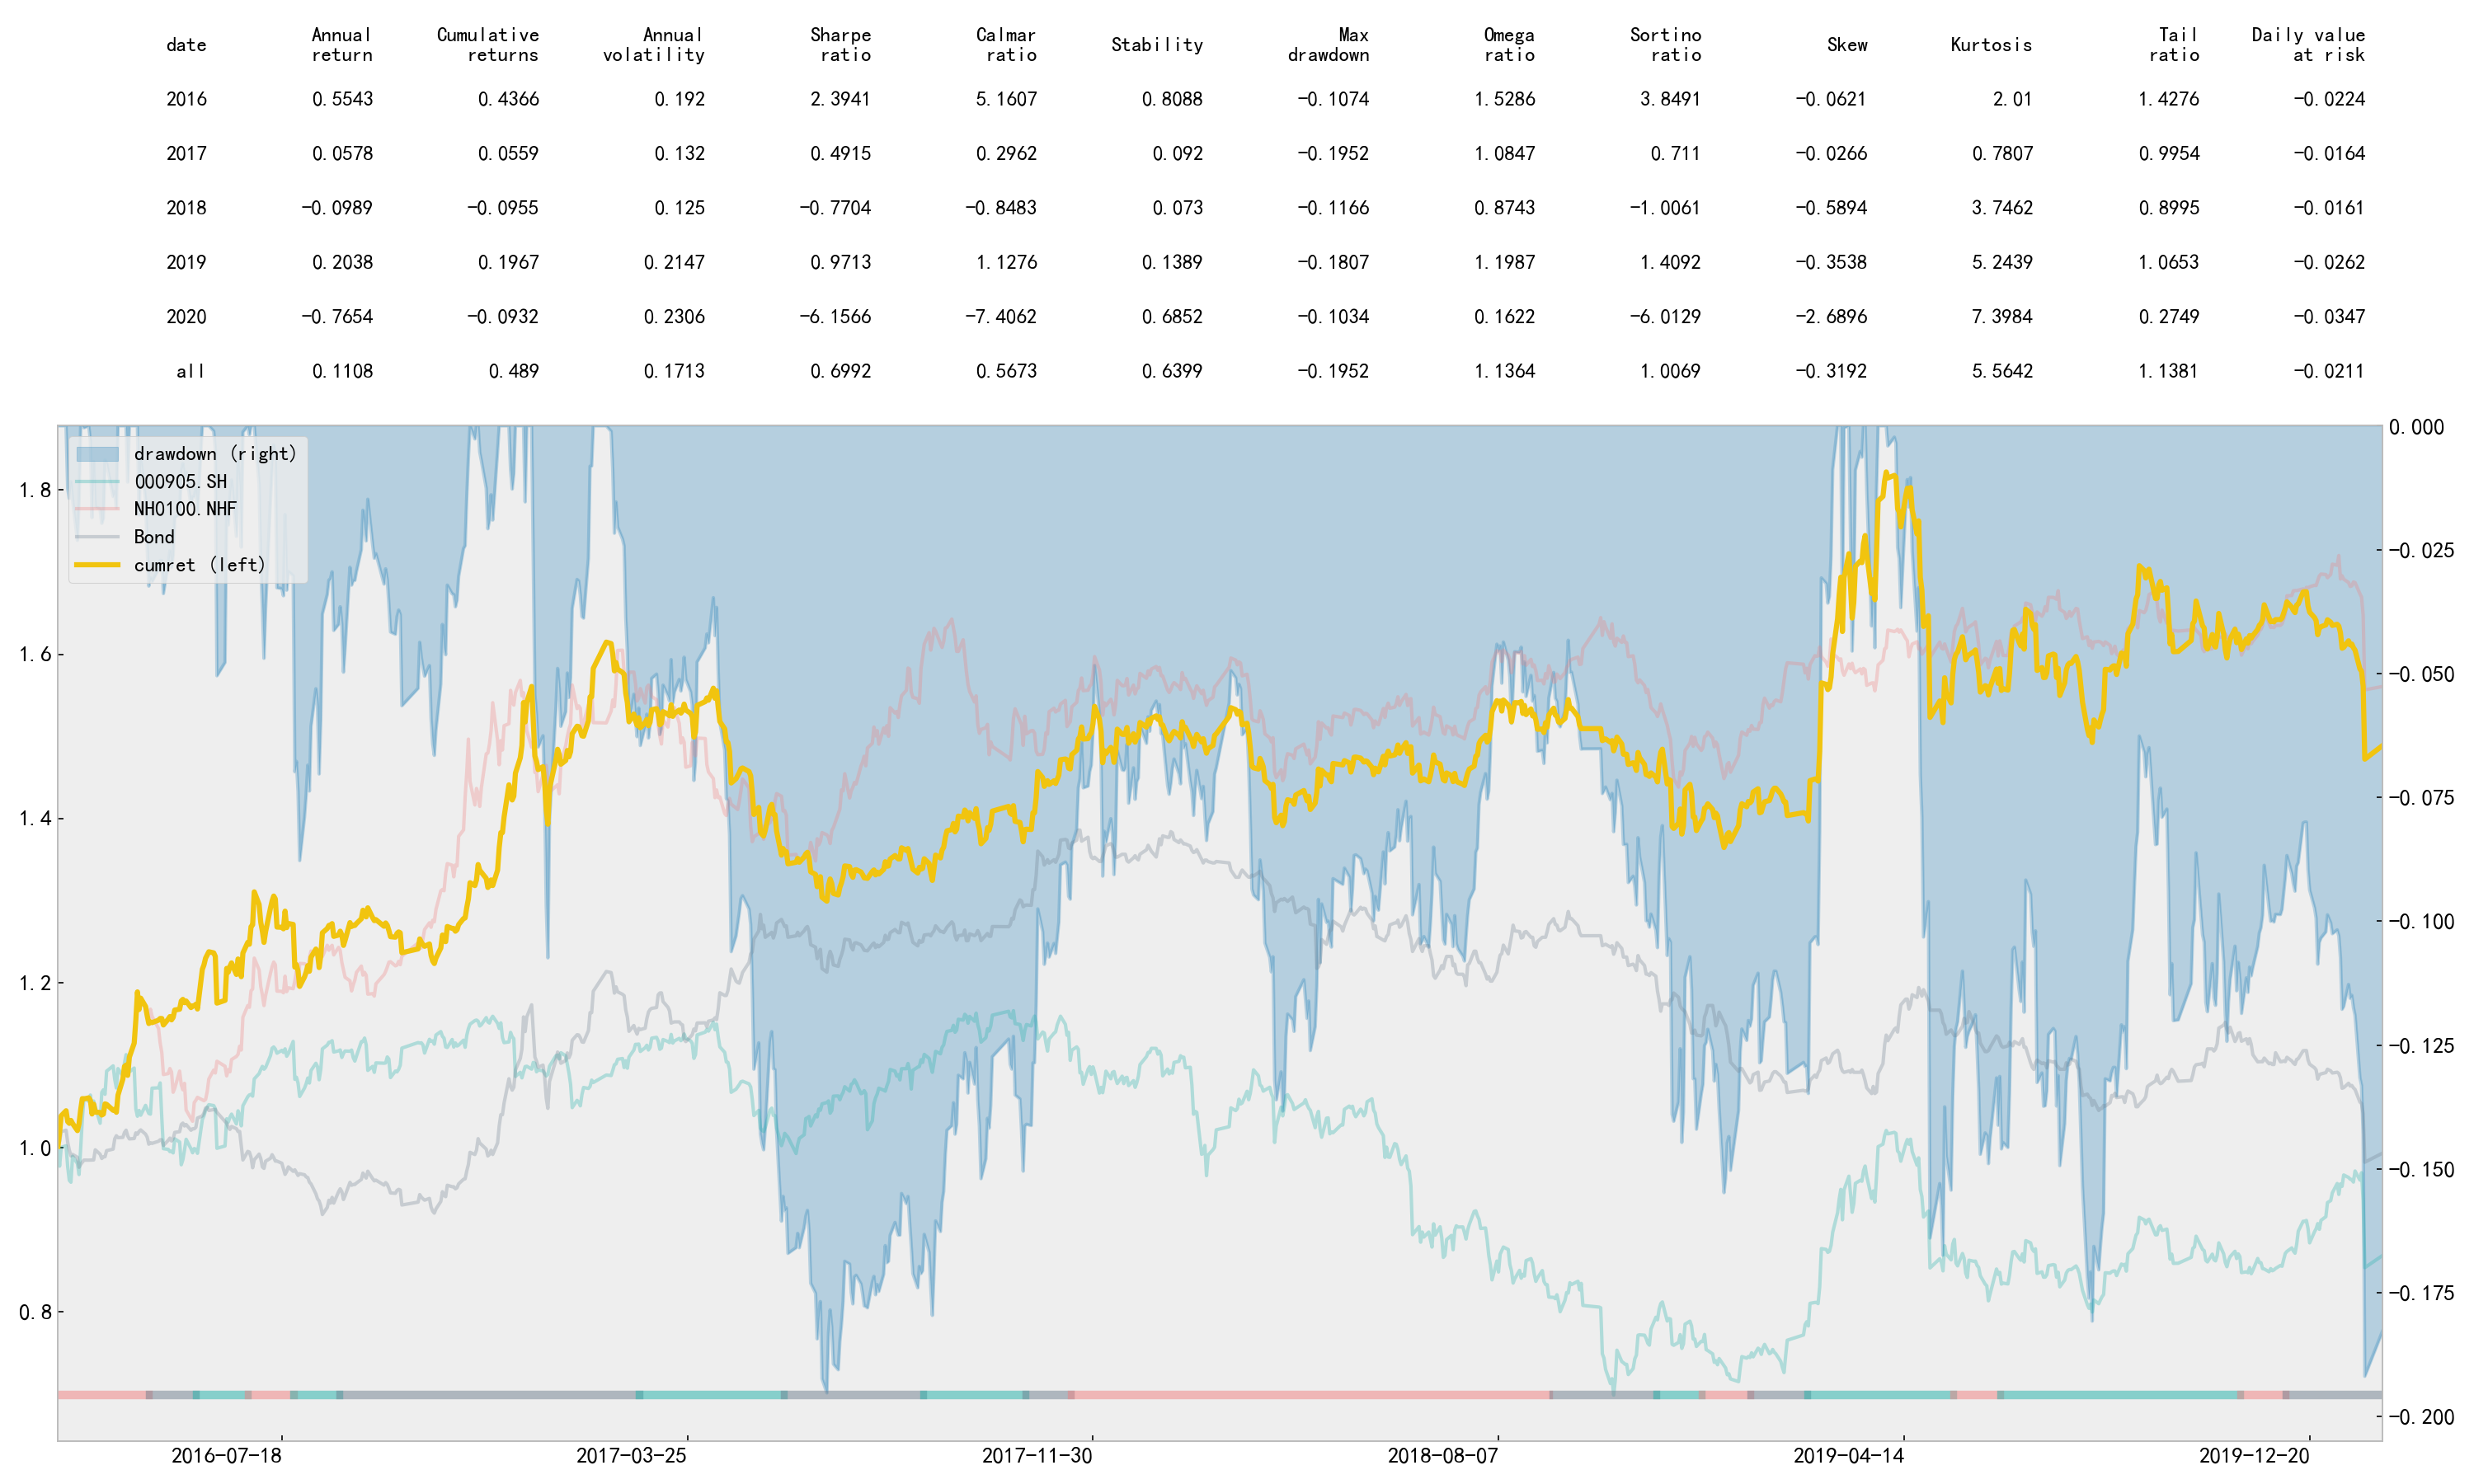 date Annual return Cumulative returns Annual volatility Sharpe ratio Calmar ratio Stability Max drawdown Omega ratio Sortino ratio Skew Kurtosis Tail ratio Daily value at risk
2016 0.5543 0.4366 0.192 2.3941 5.1607 0.8088 −0.1074 1.5286 3.8491 −0.0621 2.01 1.4276 −0.0224
2017 0.0578 0.0559 0.132 0.4915 0.2962 0.092 −0.1952 1.0847 0.711 −0.0266 0.7807 0.9954 −0.0164
2018 −0.0989 −0.0955 0.125 −0.7704 −0.8483 0.073 −0.1166 0.8743 −1.0061 −0.5894 3.7462 0.8995 −0.0161
2019 0.2038 0.1967 0.2147 0.9713 1.1276 0.1389 −0.1807 1.1987 1.4092 −0.3538 5.2439 1.0653 −0.0262
2020 −0.7654 −0.0932 0.2306 −6.1566 −7.4062 0.6852 −0.1034 0.1622 −6.0129 −2.6896 7.3984 0.2749 −0.0347
all 0.1108 0.489 0.1713 0.6992 0.5673 0.6399 −0.1952 1.1364 1.0069 −0.3192 5.5642 1.1381 −0.0211
drawdown (right)
000905.SH
NH0100.NHF
Bond
cumret (left)
1.8
1.6
1.4
1.2
1.0
0.8
0.000
−0.025
−0.050
−0.075
−0.100
−0.125
−0.150
−0.175
−0.200
2016−07−18 2017−03−25 2017−11−30 2018−08−07 2019−04−14 2019−12−20